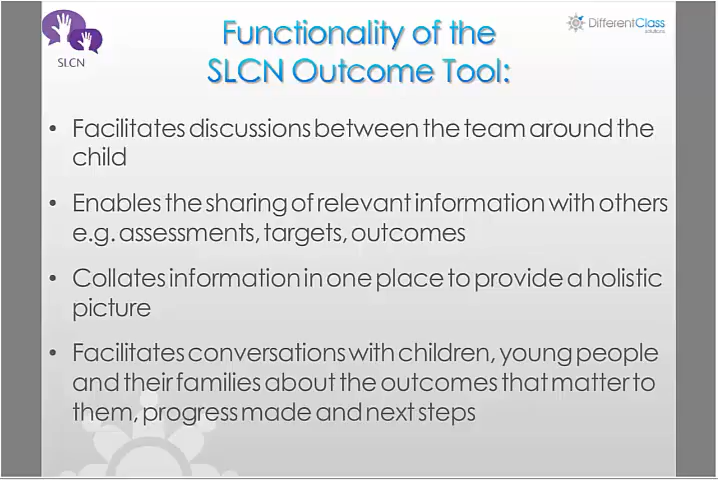 SLCN
DifferentClass
solutions
Functionality of the
SLCN Outcome Tool:
• Facilitates discussions between the team around the
child
• Enables the sharing of relevant information with others
e.g. assessments, targets, outcomes
• Collates information in one place to provide a holistic
picture
• Facilitates conversations with children, young people
and their families about the outcomes that matter to
them, progress made and next steps